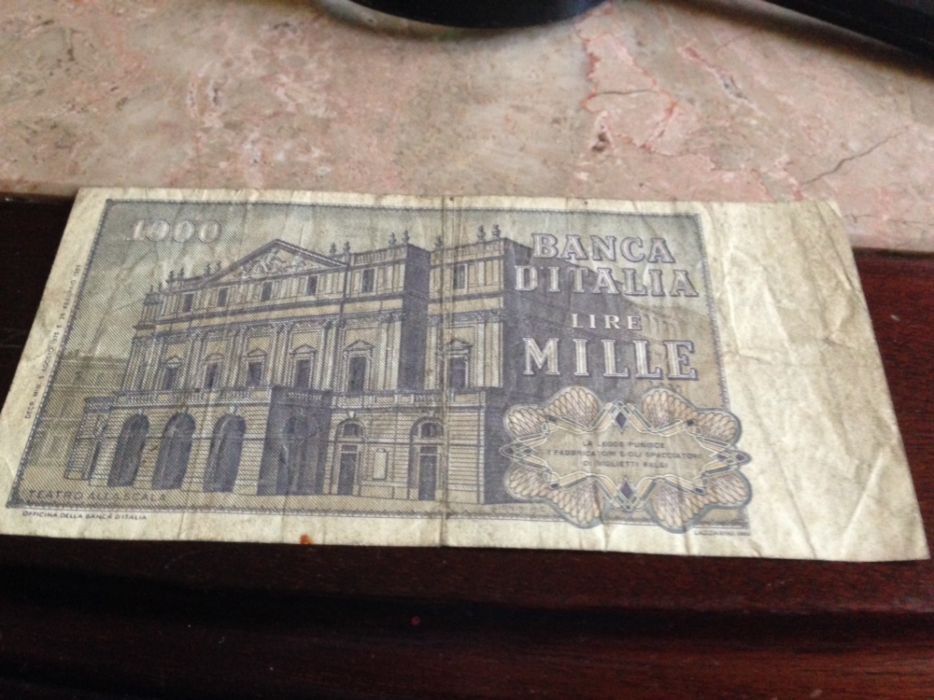 1000
BANCA
D'ITALIA
LIRE
MILLE
LA LEGGE PUNISCE
I FABBRICATORI E GLI SPACCIATORI
DI BIGLIETTI FALSI
TEATRO ALLA SCALA
OFFICINA DELLA BANCA D'ITALIA